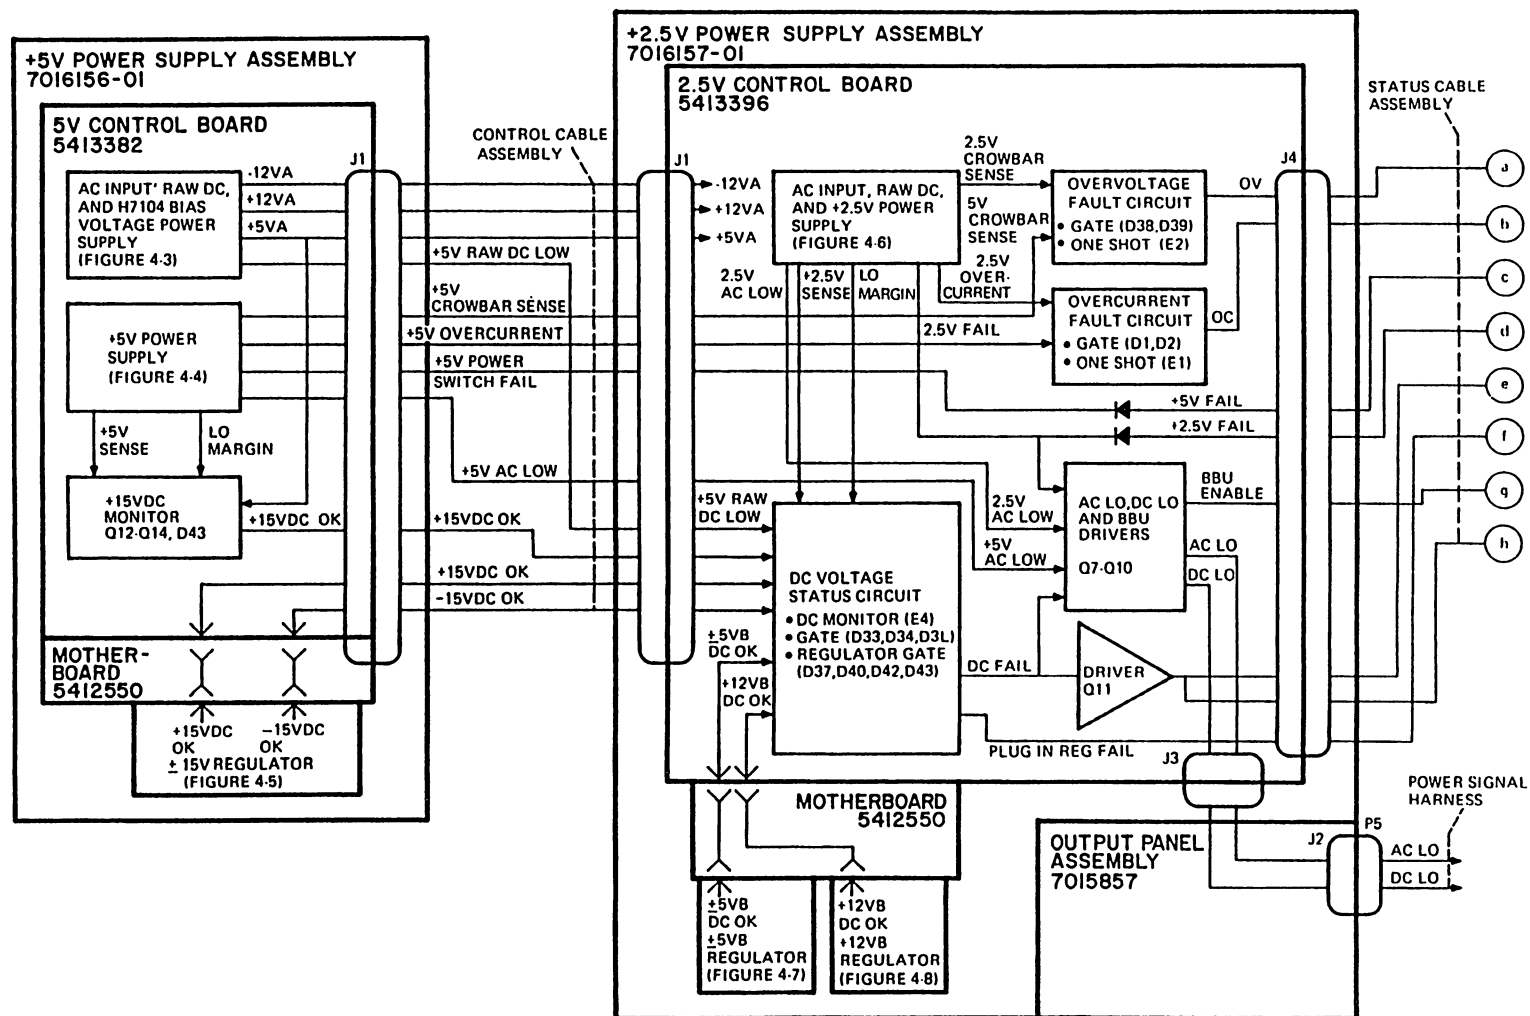 +5V POWER SUPPLY ASSEMBLY
7016156-01
5V CONTROL BOARD
5413382
J1
AC INPUT' RAW DC,
AND H7104 BIAS
VOLTAGE POWER
SUPPLY
(FIGURE 4-3)
-12VA
+12VA
+5VA
+5V POWER
SUPPLY
(FIGURE 4-4)
+5V
SENSE
LO
MARGIN
+15VDC
MONITOR
Q12-Q14, D43
+15VDC OK
MOTHER-
BOARD
5412550
+15VDC
OK
-15VDC
OK
± 15V REGULATOR
(FIGURE 4-5)
CONTROL CABLE
ASSEMBLY
+5V RAW DC LOW
+5V
CROWBAR SENSE
+5V OVERCURRENT
+5V POWER
SWITCH FAIL
+5V AC LOW
+15VDC OK
+15VDC OK
-15VDC OK
+2.5V POWER SUPPLY ASSEMBLY
7016157-01
2.5V CONTROL BOARD
5413396
J1
-12VA
+12VA
+5VA
AC INPUT, RAW DC,
AND +2.5V POWER
SUPPLY
(FIGURE 4-6)
2.5V
CROWBAR
SENSE
5V
CROWBAR
SENSE
2.5V
OVER-
CURRENT
2.5V
AC LOW
+2.5V
SENSE
LO
MARGIN
OVERVOLTAGE
FAULT CIRCUIT
• GATE (D38,D39)
• ONE SHOT (E2)
OV
OVERCURRENT
FAULT CIRCUIT
• GATE (D1,D2)
• ONE SHOT (E1)
OC
2.5V FAIL
+5V FAIL
+2.5V FAIL
+5V RAW
DC LOW
2.5V
AC LOW
+5V
AC LOW
AC LO,DC LO
AND BBU
DRIVERS
Q7-Q10
BBU
ENABLE
AC LO
DC LO
DC VOLTAGE
STATUS CIRCUIT
• DC MONITOR (E4)
• GATE (D33,D34,D3L)
• REGULATOR GATE
(D37,D40,D42,D43)
±5VB
DC OK
+12VB
DC OK
DC FAIL
DRIVER
Q11
PLUG IN REG FAIL
J3
J4
STATUS CABLE
ASSEMBLY
a
b
c
d
e
f
g
h
MOTHERBOARD
5412550
±5VB
DC OK
±5VB
REGULATOR
(FIGURE 4-7)
+12VB
DC OK
+12VB
REGULATOR
(FIGURE 4-8)
OUTPUT PANEL
ASSEMBLY
7015857
J2
P5
POWER SIGNAL
HARNESS
AC LO
DC LO